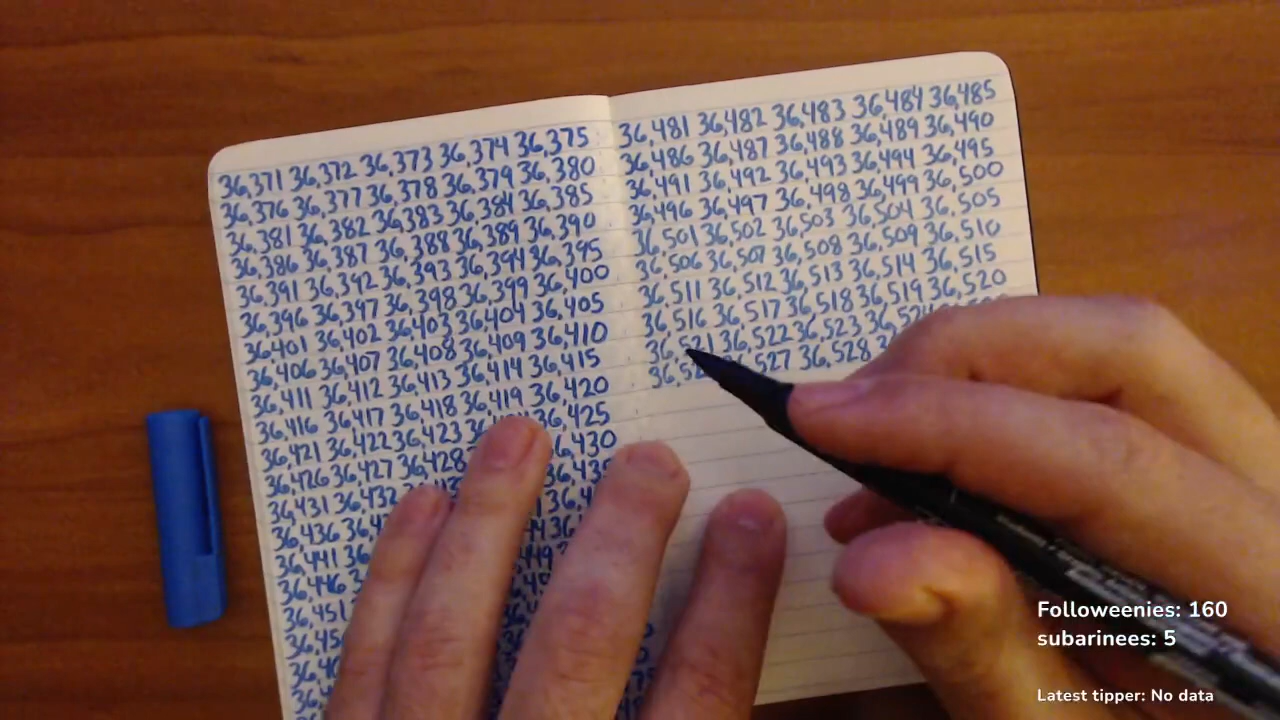 36,371 36,372 36,373 36,374 36,375
36,376 36,377 36,378 36,379 36,380
36,381 36,382 36,383 36,384 36,385
36,386 36,387 36,388 36,389 36,390
36,391 36,392 36,393 36,394 36,395
36,396 36,397 36,398 36,399 36,400
36,401 36,402 36,403 36,404 36,405
36,406 36,407 36,408 36,409 36,410
36,411 36,412 36,413 36,414 36,415
36,416 36,417 36,418 36,419 36,420
36,421 36,422 36,423 36,425
36,426 36,427 36,428 36,430
36,431 36,432
36,436
36,441
36,446
36,451
36,481 36,482 36,483 36,484 36,485
36,486 36,487 36,488 36,489 36,490
36,491 36,492 36,493 36,494 36,495
36,496 36,497 36,498 36,499 36,500
36,501 36,502 36,503 36,504 36,505
36,506 36,507 36,508 36,509 36,510
36,511 36,512 36,513 36,514 36,515
36,516 36,517 36,518 36,519 36,520
36,521 36,522 36,523 36,524
36,527 36,528
Followeenies: 160
subarinees: 5
Latest tipper: No data